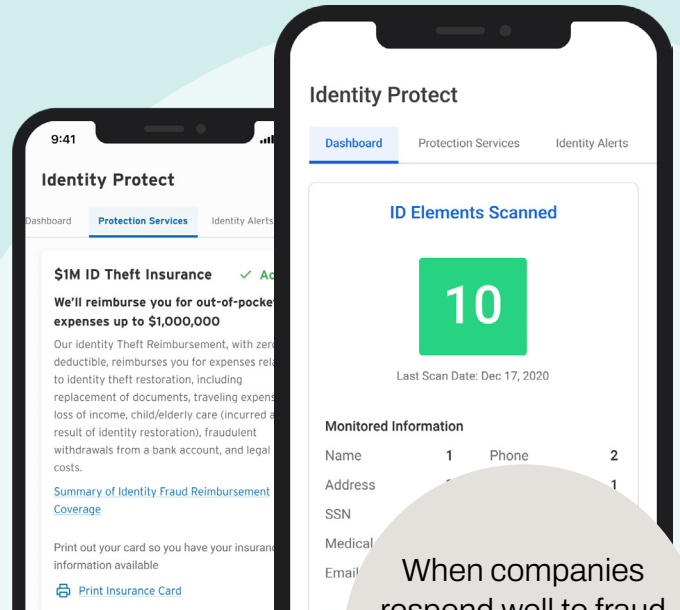 9:41
Identity Protect
Dashboard Protection Services Identity Alerts
$1M ID Theft Insurance
We'll reimburse you for out-of-pocket
expenses up to $1,000,000
Our identity Theft Reimbursement, with zero
deductible, reimburses you for expenses
to identity theft restoration, including
replacement of documents, traveling
loss of income, child/elderly care (incurred
result of identity restoration), fraudulent
withdrawals from a bank account, and legal
costs.
Summary of Identity Fraud Reimbursement
Coverage
Print out your card so you have your
information available
Print Insurance Card
Identity Protect
Dashboard Protection Services Identity Alerts
ID Elements Scanned
10
Last Scan Date: Dec 17, 2020
Monitored Information
Name 1 Phone 2
Address 1
SSN
Medical
Email
When companies
respond well to fraud